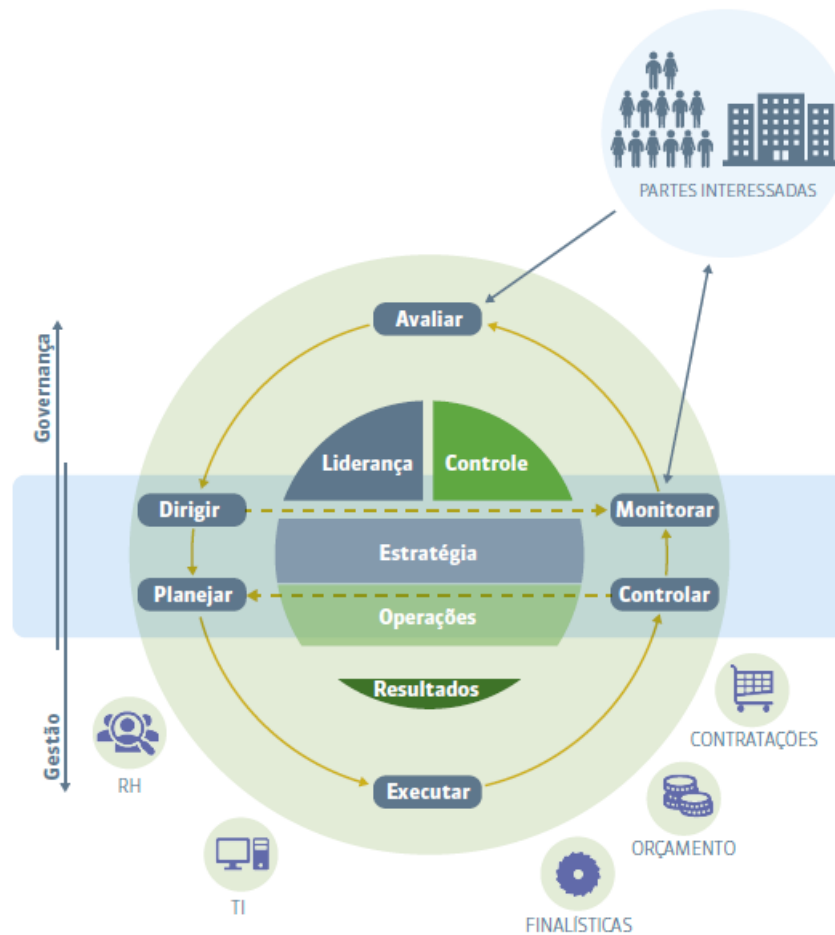 PARTES INTERESSADAS
Avaliar
Governança
Liderança
Controle
Dirigir
Monitorar
Estratégia
Planejar
Controlar
Operações
Resultados
Gestão
CONTRATAÇÕES
RH
Executar
ORÇAMENTO
TI
FINALÍSTICAS